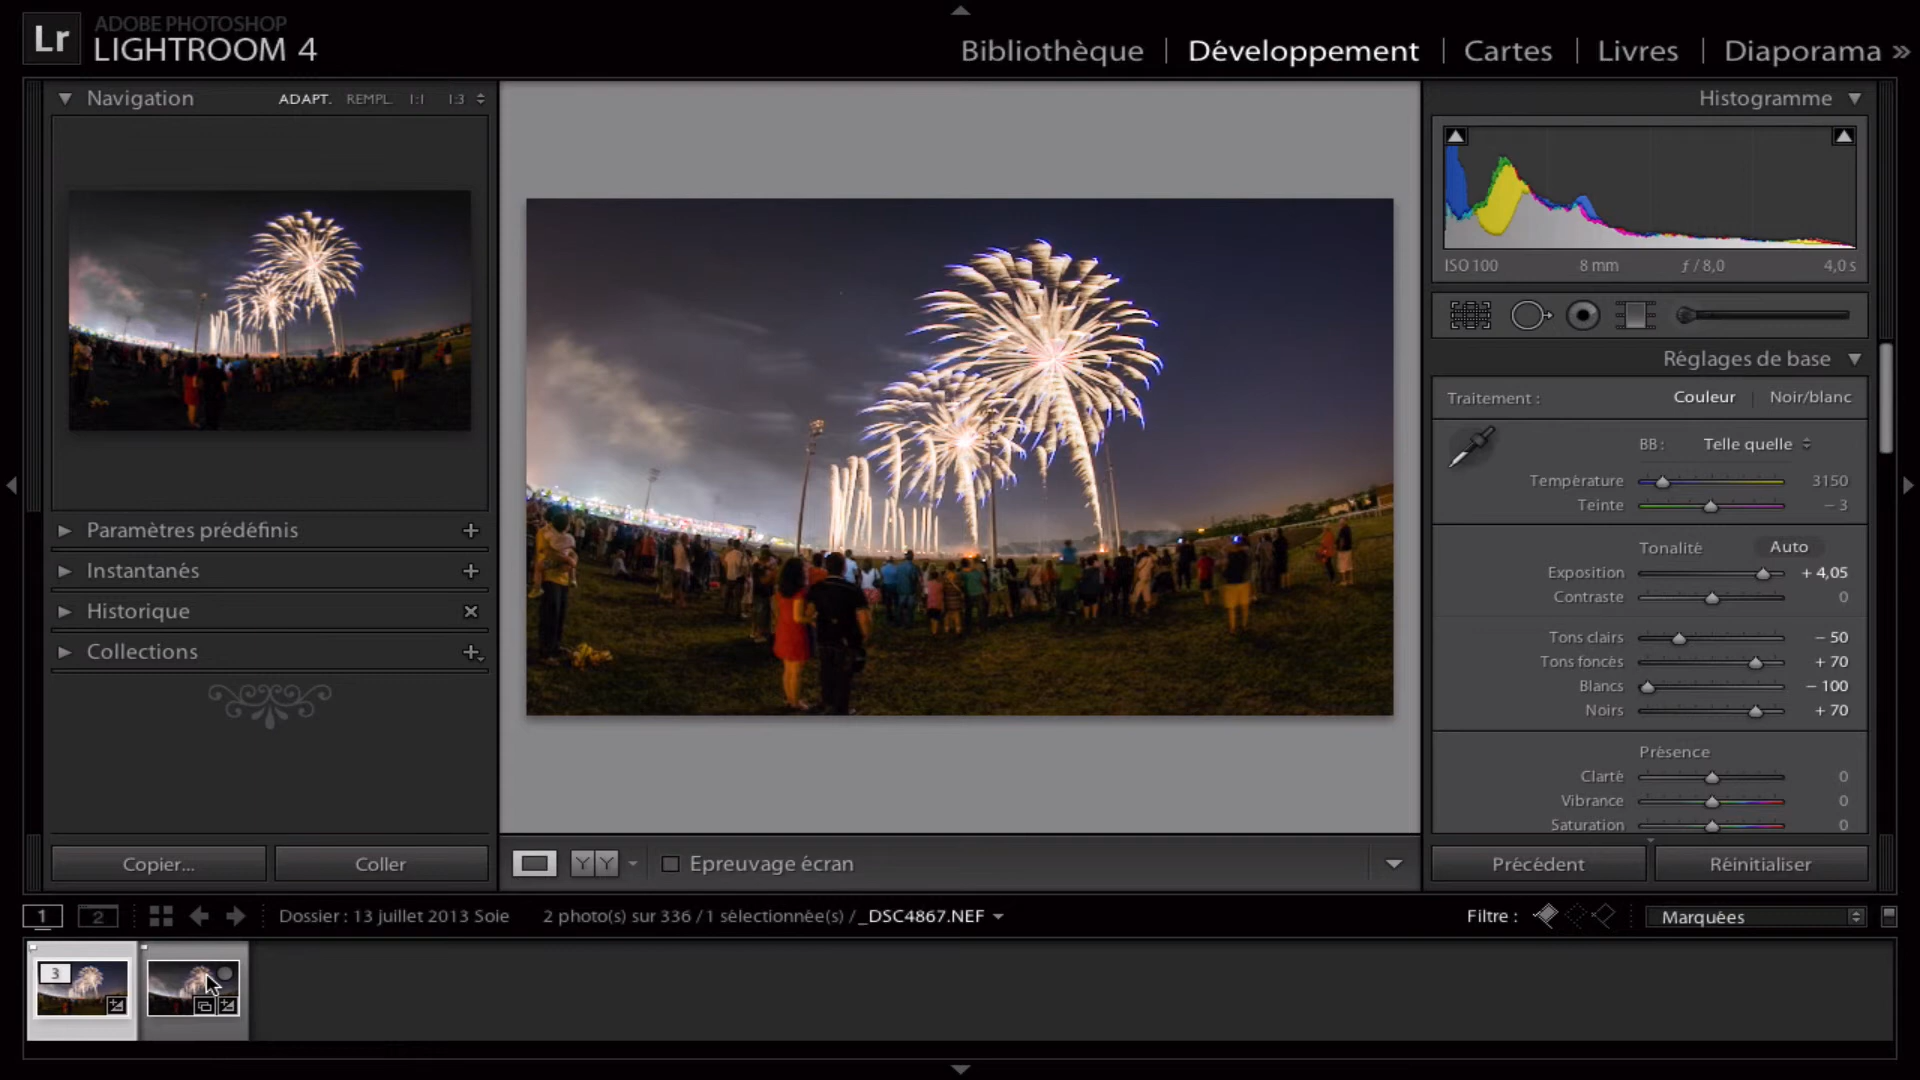 Lr
ADOBE PHOTOSHOP
LIGHTROOM 4
Bibliothèque | Développement | Cartes | Livres | Diaporama
Navigation ADAPT. REMPL. 1:1 1:3
Paramètres prédéfinis
Instantanés
Historique
Collections
Copier...
Coller
YY
Epreuvage écran
Histogramme
ISO 100 8 mm ƒ / 8,0 4,0 s
Réglages de base
Traitement : Couleur | Noir/blanc
BB : Telle quelle
Température 3150
Teinte – 3
Tonalité Auto
Exposition + 4,05
Contraste 0
Tons clairs – 50
Tons foncés + 70
Blancs – 100
Noirs + 70
Présence
Clarté 0
Vibrance 0
Saturation 0
Précédent
Réinitialiser
1 2 Dossier : 13 juillet 2013 Soie 2 photo(s) sur 336 / 1 sélectionnée(s) / _DSC4867.NEF Filtre : Marquées
3